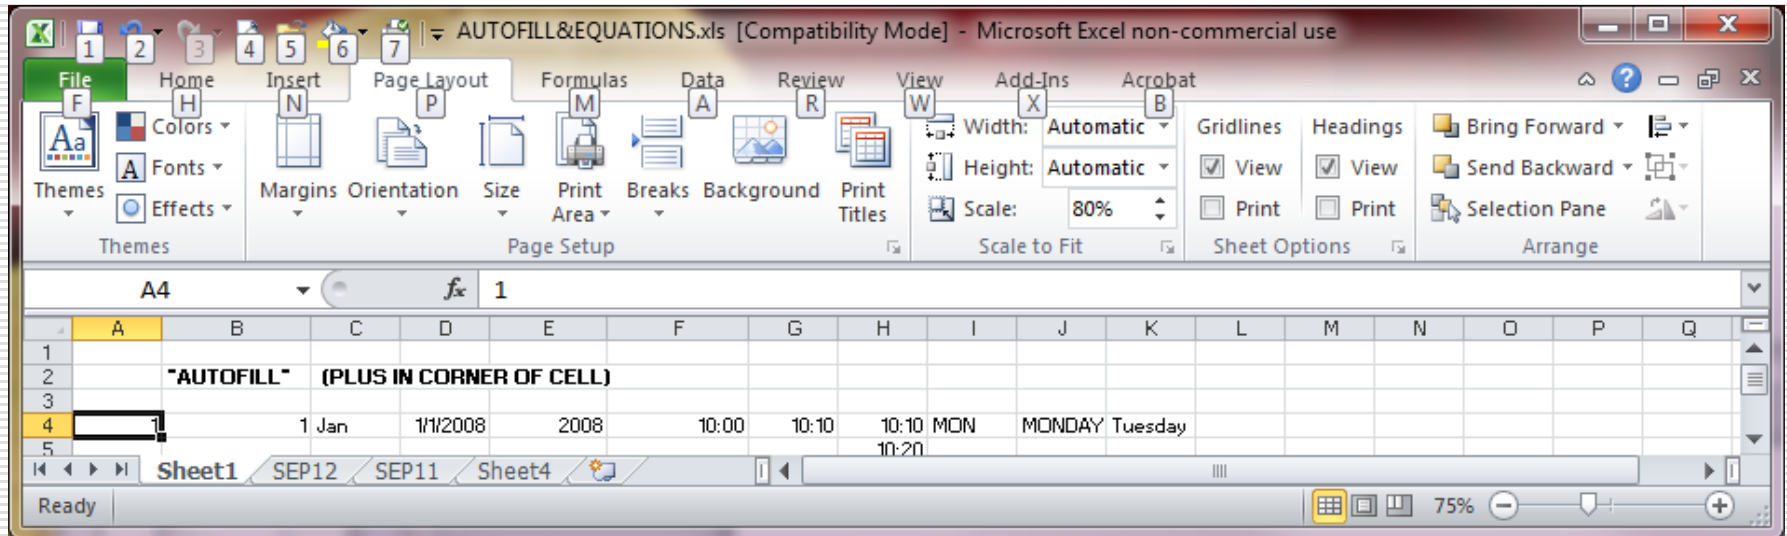 AUTOFILL&EQUATIONS.xls [Compatibility Mode] - Microsoft Excel non-commercial use
1 2 3 4 5 6 7
File Home Insert Page Layout Formulas Data Review View Add-Ins Acrobat
F H N P M A R W X B
Colors Width: Automatic Gridlines Headings Bring Forward
Fonts Height: Automatic View View Send Backward
Themes Margins Orientation Size Print Area Breaks Background Print Titles
Effects Scale: 80% Print Print Selection Pane
Themes Page Setup Scale to Fit Sheet Options Arrange
A4 fx 1
A B C D E F G H I J K L M N O P Q
1
2 "AUTOFILL" (PLUS IN CORNER OF CELL)
3
4 1 1 Jan 1/1/2008 2008 10:00 10:10 10:10 MON MONDAY Tuesday
5 10:20
Sheet1 SEP12 SEP11 Sheet4
Ready 75%